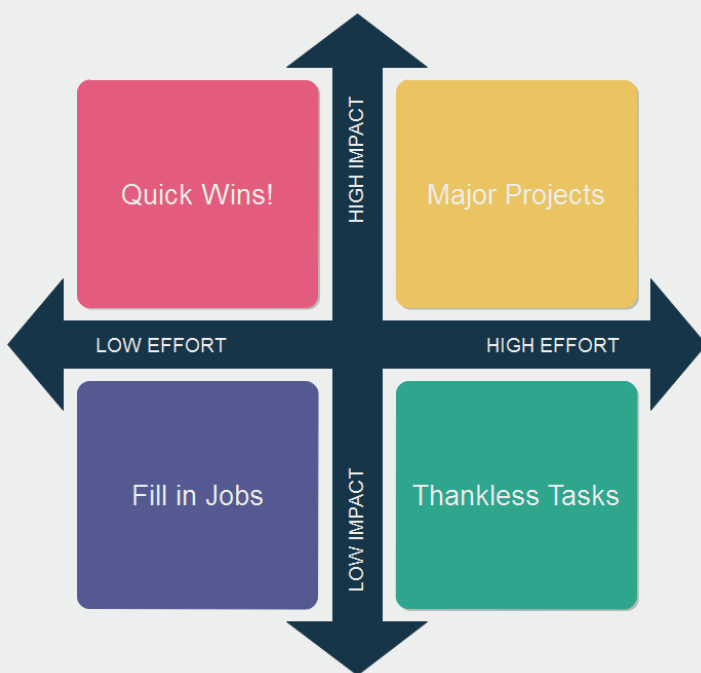 HIGH IMPACT
Quick Wins!
Major Projects
LOW EFFORT
HIGH EFFORT
Fill in Jobs
Thankless Tasks
LOW IMPACT